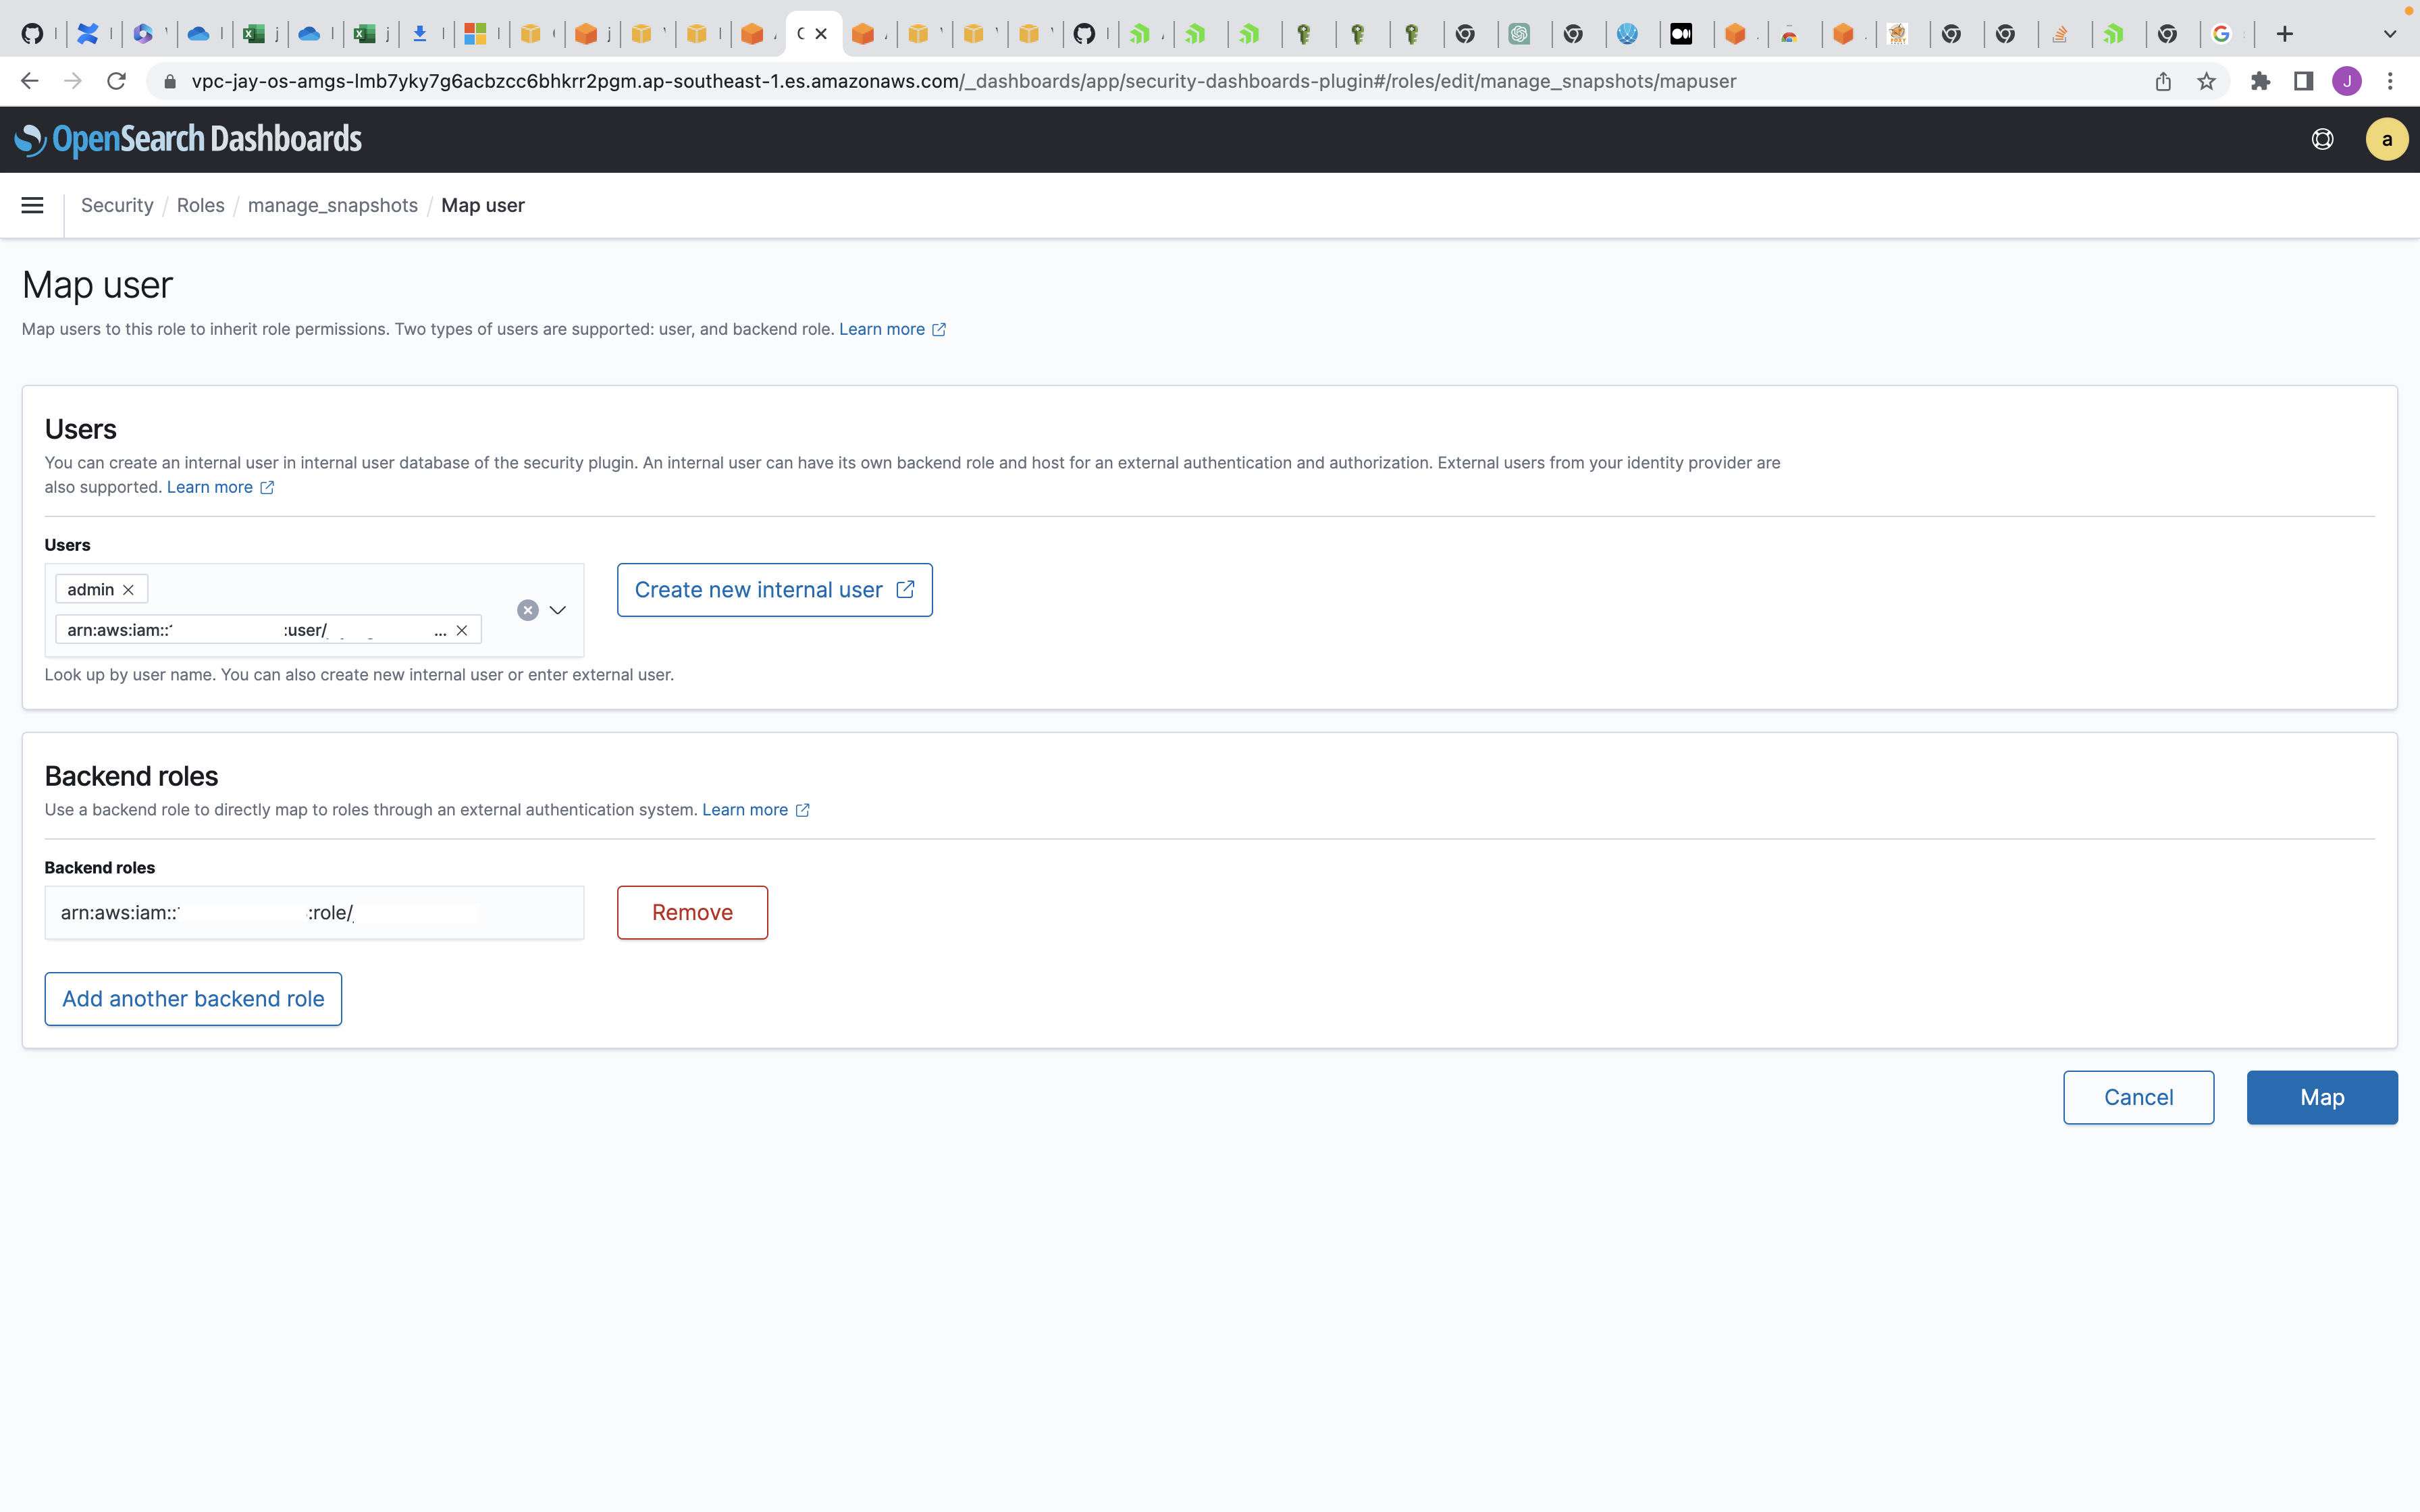 vpc-jay-os-amgs-lmb7yky7g6acbzcc6bhkrr2pgm.ap-southeast-1.es.amazonaws.com/_dashboards/app/security-dashboards-plugin#/roles/edit/manage_snapshots/mapuser
J
OpenSearch Dashboards
a
Security / Roles / manage_snapshots / Map user
Map user
Map users to this role to inherit role permissions. Two types of users are supported: user, and backend role. Learn more
Users
You can create an internal user in internal user database of the security plugin. An internal user can have its own backend role and host for an external authentication and authorization. External users from your identity provider are
also supported. Learn more
Users
admin
Create new internal user
arn:aws:iam:: :user/ ...
Look up by user name. You can also create new internal user or enter external user.
Backend roles
Use a backend role to directly map to roles through an external authentication system. Learn more
Backend roles
arn:aws:iam:: :role/
Remove
Add another backend role
Cancel
Map